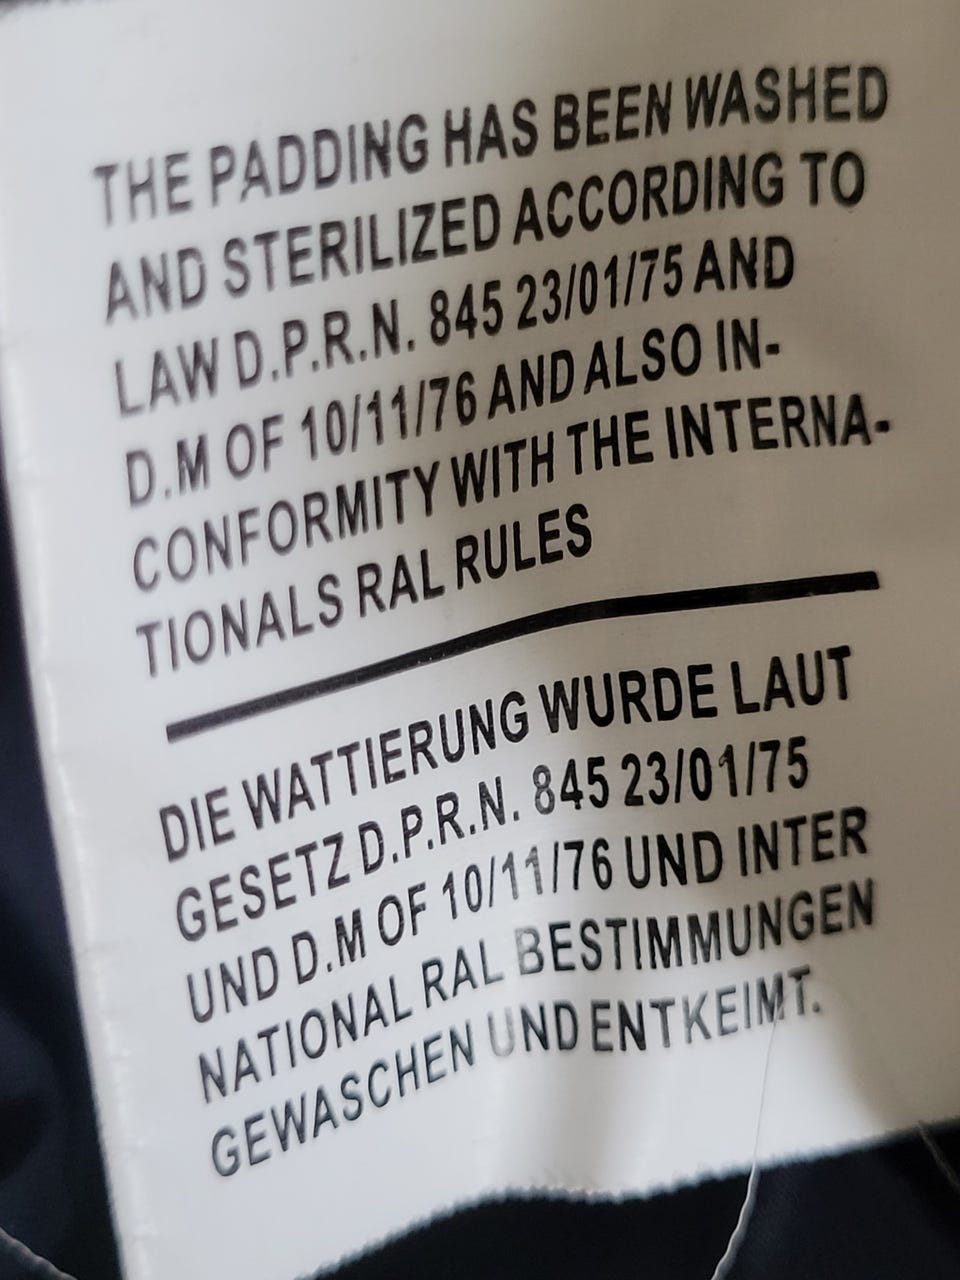 THE PADDING HAS BEEN WASHED
AND STERILIZED ACCORDING TO
LAW D.P.R.N. 845 23/01/75 AND
D.M OF 10/11/76 AND ALSO IN-
CONFORMITY WITH THE INTERNA-
TIONALS RAL RULES
DIE WATTIERUNG WURDE LAUT
GESETZ D.P.R.N. 845 23/01/75
UND D.M OF 10/11/76 UND INTER
NATIONAL RAL BESTIMMUNGEN
GEWASCHEN UND ENTKEIMT.